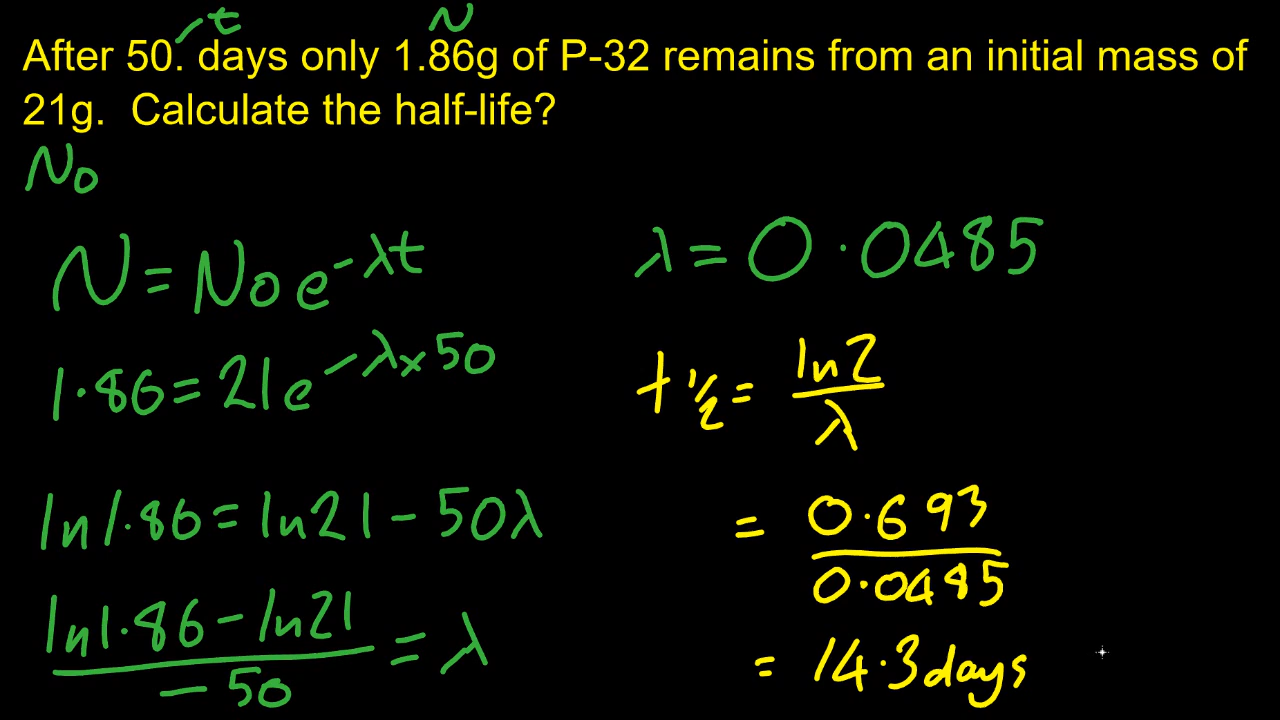 t
N
After 50. days only 1.86g of P-32 remains from an initial mass of
21g. Calculate the half-life?
N₀
N = N₀e^-λt
1.86 = 21e^-λ×50
ln1.86 = ln21 - 50λ
ln1.86 - ln21
- 50
= λ
λ = 0.0485
t½ = ln2
λ
= 0.693
0.0485
= 14.3days